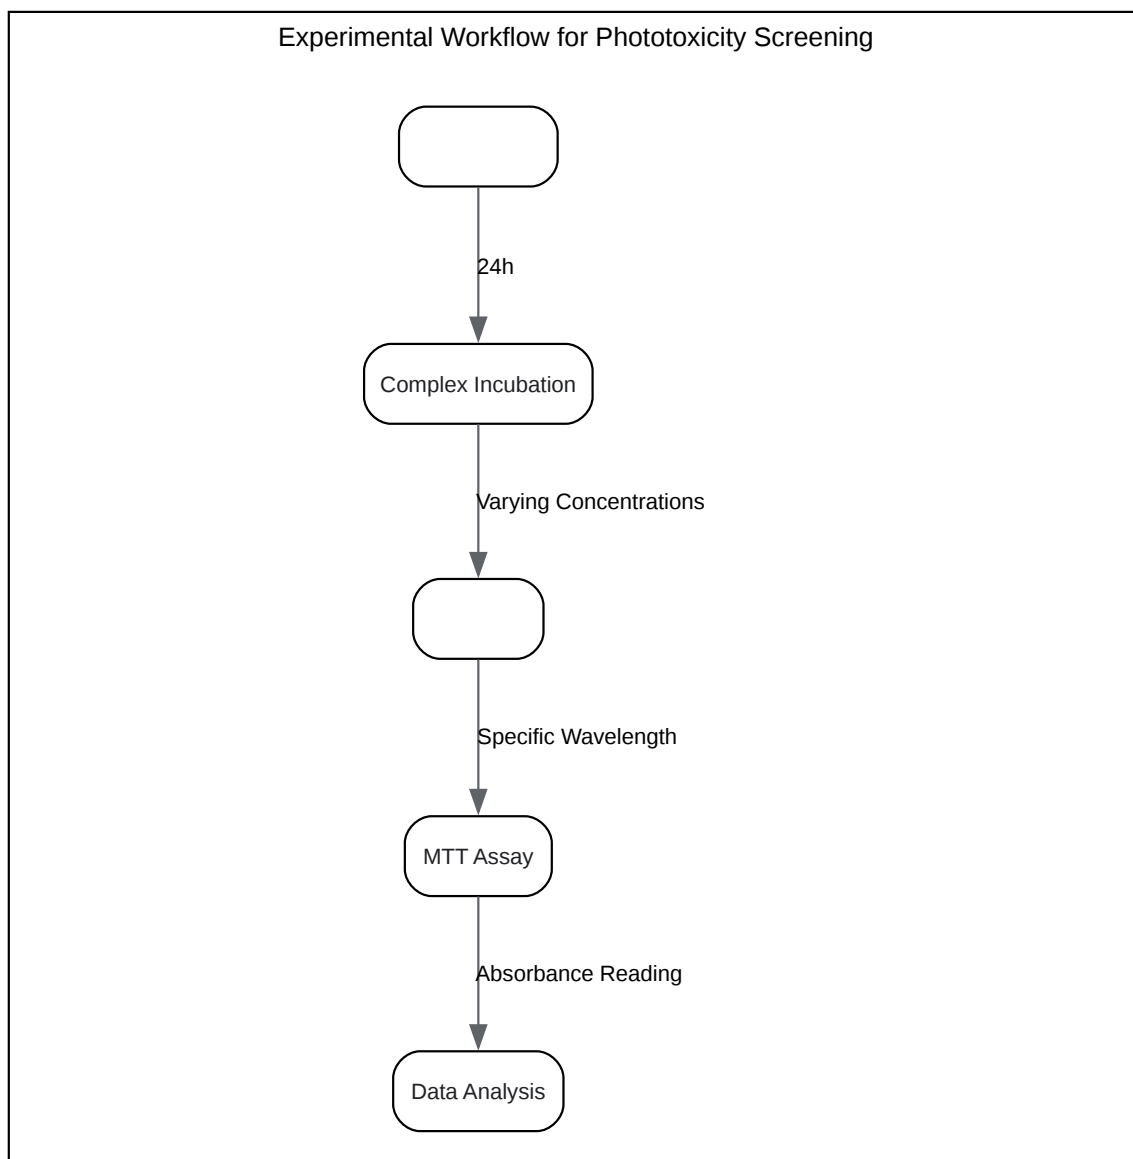 Experimental Workflow for Phototoxicity Screening
24h
Complex Incubation
Varying Concentrations
Specific Wavelength
MTT Assay
Absorbance Reading
Data Analysis